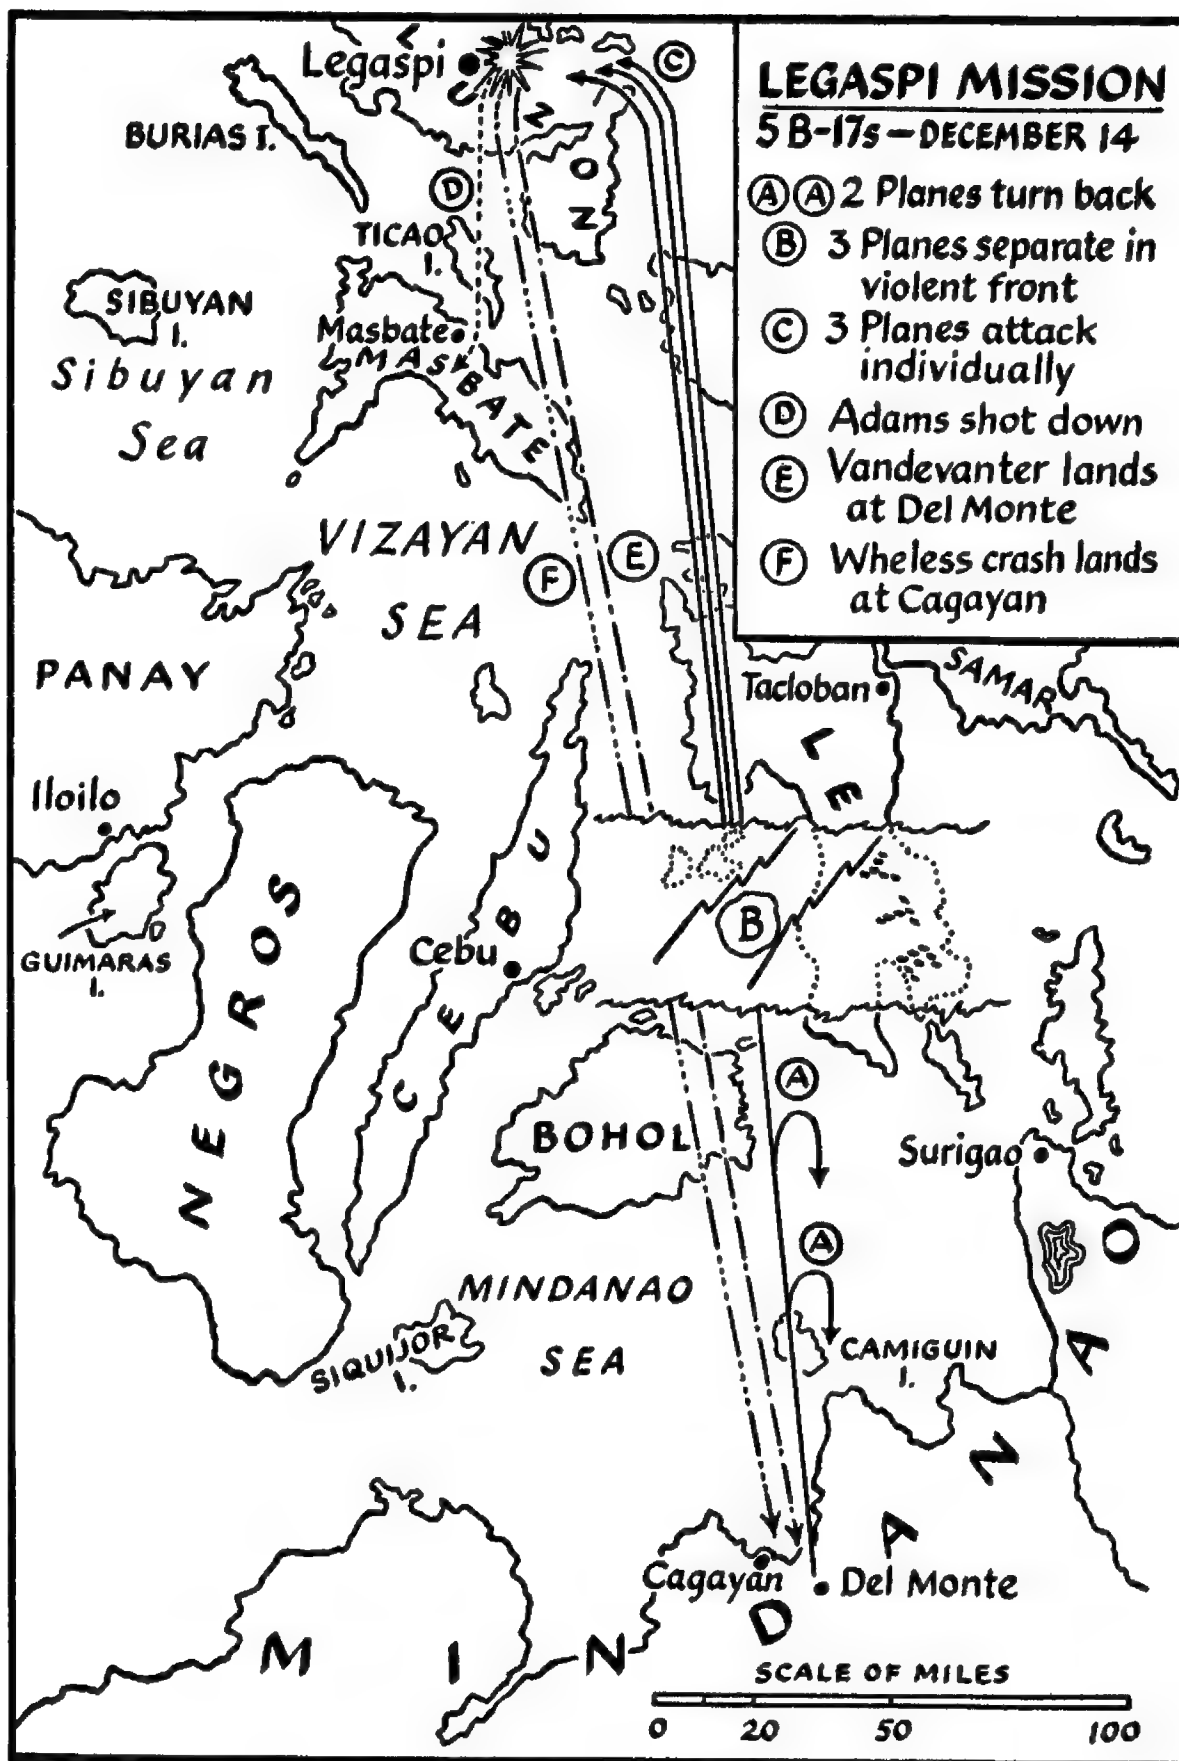 LEGASPI MISSION
5 B-17s — DECEMBER 14
Ⓐ Ⓐ 2 Planes turn back
Ⓑ 3 Planes separate in
violent front
Ⓒ 3 Planes attack
individually
Ⓓ Adams shot down
Ⓔ Vandevanter lands
at Del Monte
Ⓕ Wheless crash lands
at Cagayan
Legaspi
Ⓒ
LUZON
BURIAS I.
Ⓓ
TICAO
I.
SIBUYAN
I.
Masbate
MASBATE
Sibuyan
Sea
VIZAYAN
SEA
Ⓕ
Ⓔ
PANAY
Tacloban
SAMAR
LE
Iloilo
GUIMARAS
I.
NEGROS
CEBU
Cebu
Ⓑ
Ⓐ
BOHOL
Surigao
Ⓐ
MINDANAO
SEA
SIQUIJOR
I.
CAMIGUIN
I.
Cagayan
Del Monte
MINDANAO
SCALE OF MILES
0 20 50 100